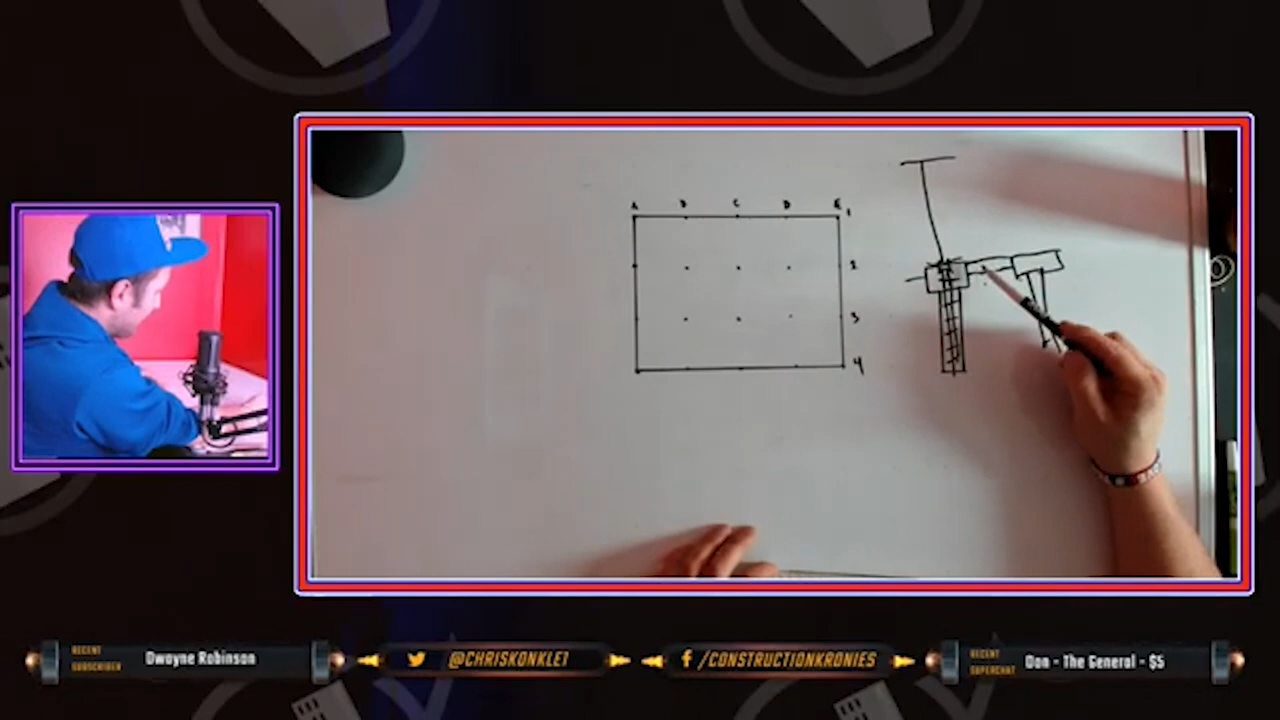 A B C D E
1
2
3
4
RECENT
SUBSCRIBER
Dwayne Robinson
@CHRISKONKLE1
/CONSTRUCTIONKRONIES
RECENT
SUPERCHAT
Don - The General - $5